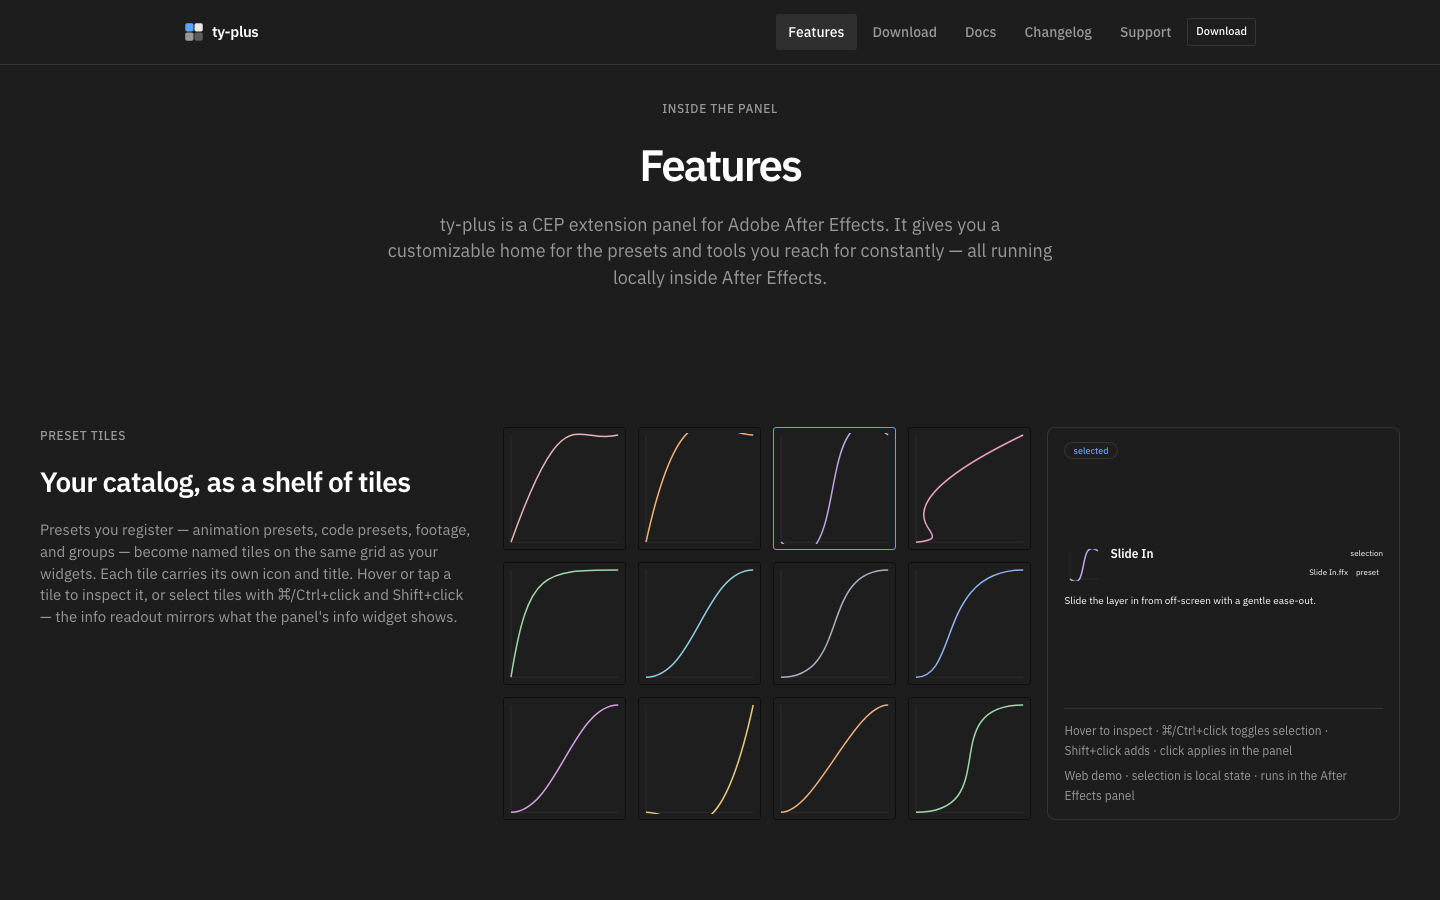 ty-plus
Features
Download
Docs
Changelog
Support
Download
INSIDE THE PANEL
Features
ty-plus is a CEP extension panel for Adobe After Effects. It gives you a
customizable home for the presets and tools you reach for constantly — all running
locally inside After Effects.
PRESET TILES
Your catalog, as a shelf of tiles
Presets you register — animation presets, code presets, footage,
and groups — become named tiles on the same grid as your
widgets. Each tile carries its own icon and title. Hover or tap a
tile to inspect it, or select tiles with ⌘/Ctrl+click and Shift+click
— the info readout mirrors what the panel's info widget shows.
selected
Slide In
selection
Slide In.ffx preset
Slide the layer in from off-screen with a gentle ease-out.
Hover to inspect · ⌘/Ctrl+click toggles selection ·
Shift+click adds · click applies in the panel
Web demo · selection is local state · runs in the After
Effects panel